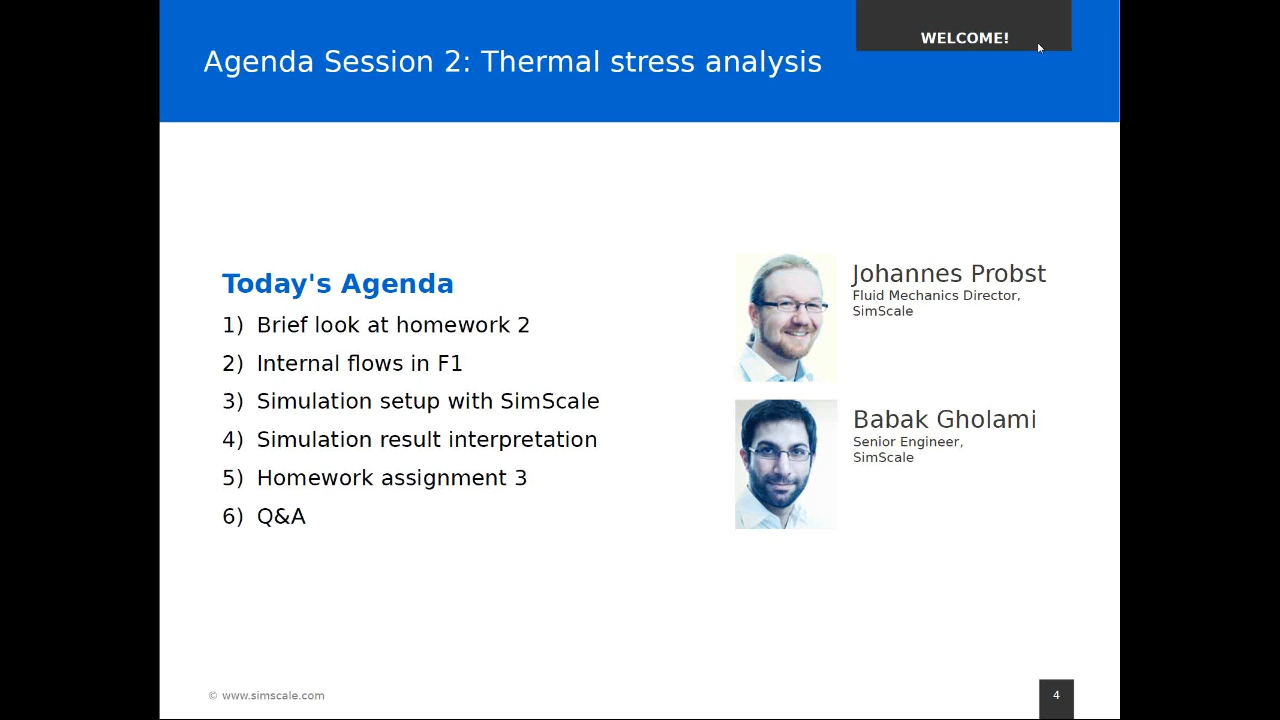 WELCOME!
Agenda Session 2: Thermal stress analysis
Today's Agenda
1) Brief look at homework 2
2) Internal flows in F1
3) Simulation setup with SimScale
4) Simulation result interpretation
5) Homework assignment 3
6) Q&A
Johannes Probst
Fluid Mechanics Director,
SimScale
Babak Gholami
Senior Engineer,
SimScale
© www.simscale.com
4